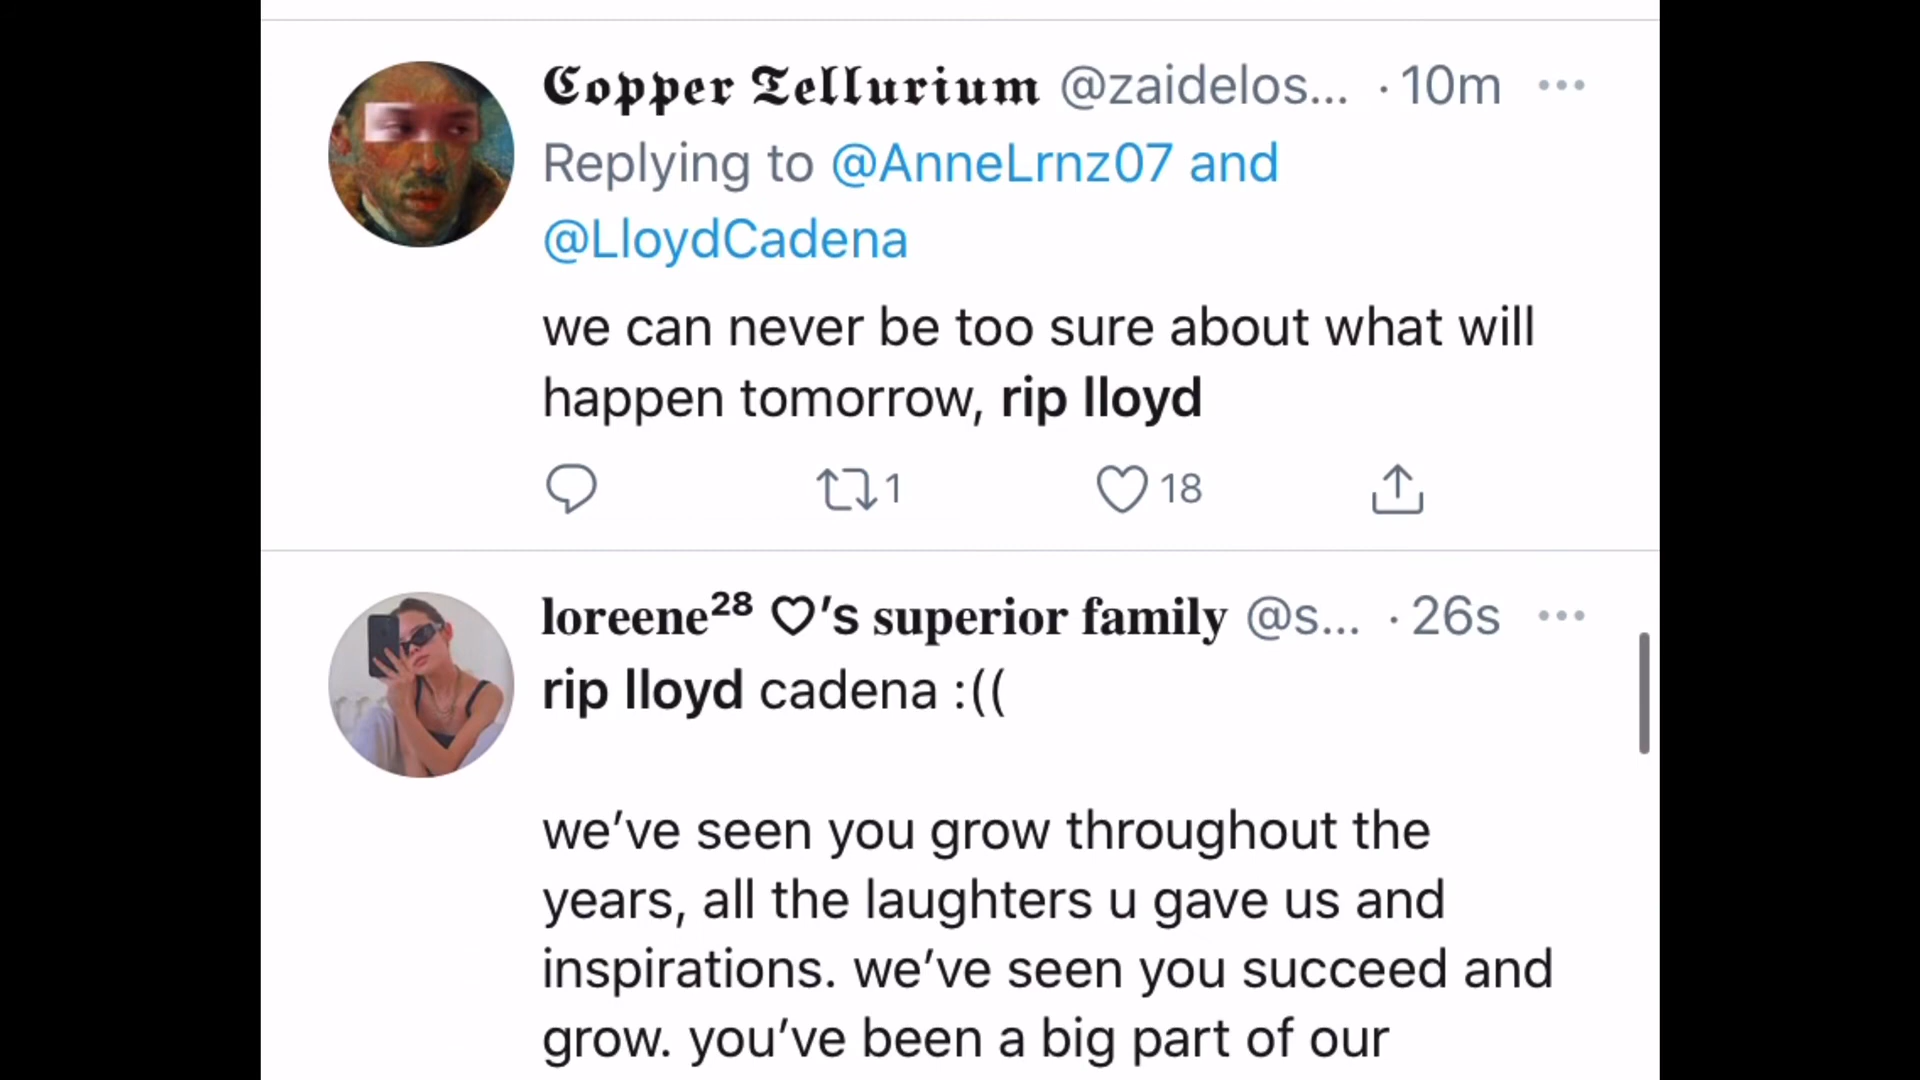 𝕮𝖔𝖕𝖕𝖊𝖗 𝕿𝖊𝖑𝖑𝖚𝖗𝖎𝖚𝖒 @zaidelos... · 10m
Replying to @AnneLrnz07 and
@LloydCadena
we can never be too sure about what will
happen tomorrow, rip lloyd
1 18
𝐥𝐨𝐫𝐞𝐞𝐧𝐞²⁸ ♡'s 𝐬𝐮𝐩𝐞𝐫𝐢𝐨𝐫 𝐟𝐚𝐦𝐢𝐥𝐲 @s... · 26s
rip lloyd cadena :((
we've seen you grow throughout the
years, all the laughters u gave us and
inspirations. we've seen you succeed and
grow. you've been a big part of our